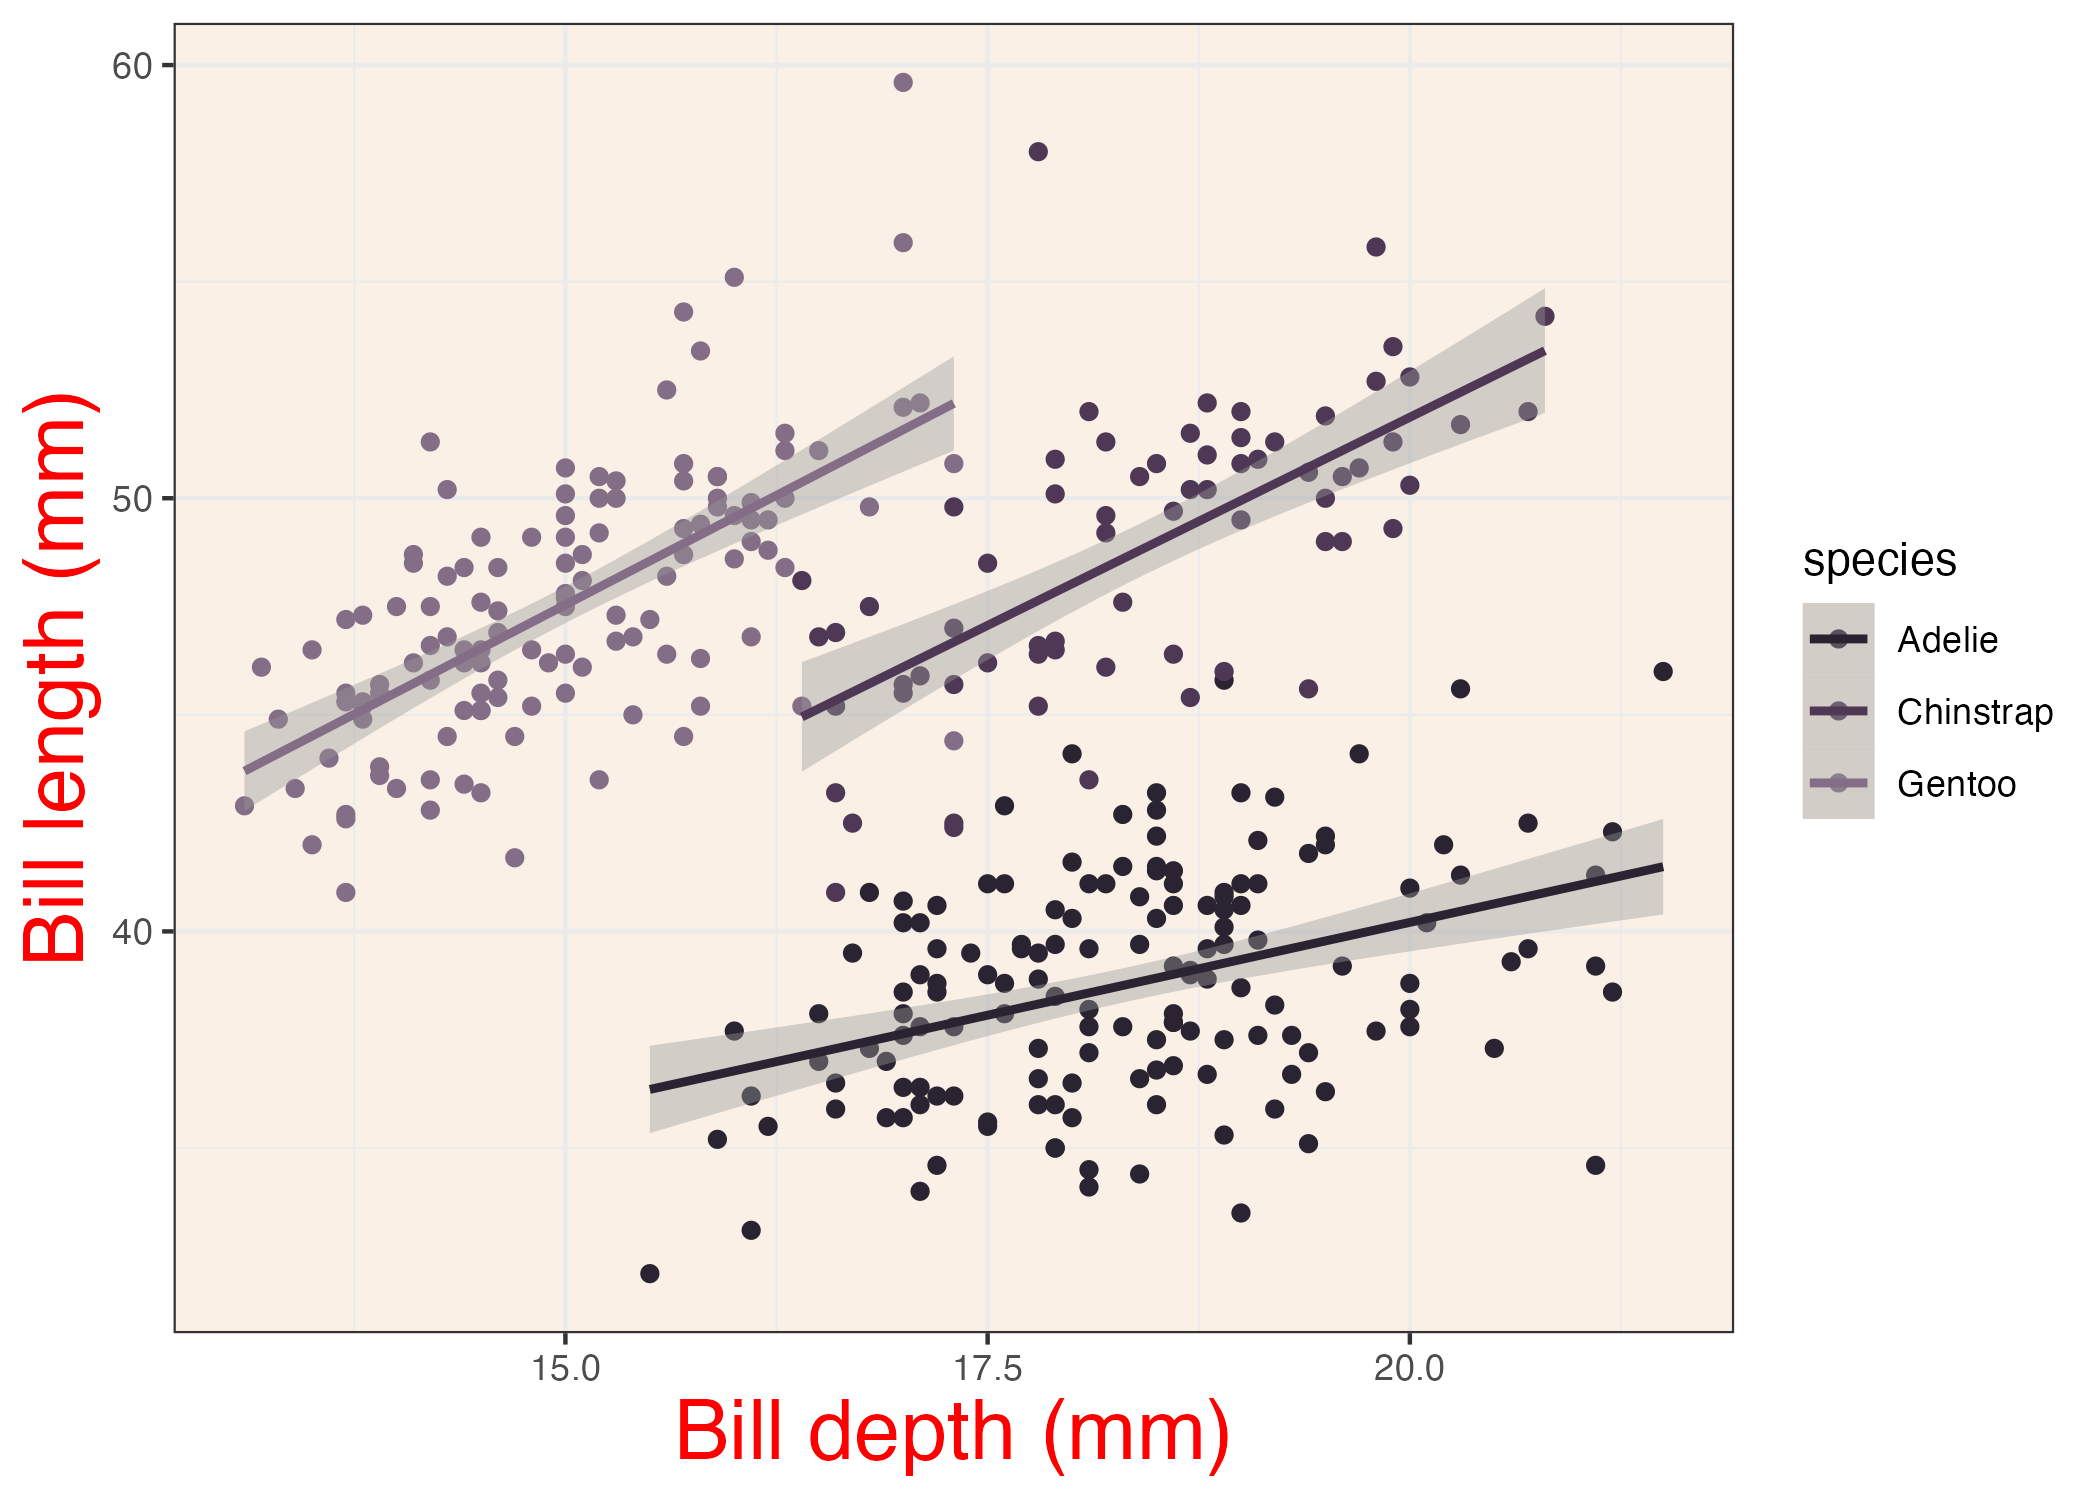 60
50
40
15.0
17.5
20.0
Bill depth (mm)
Bill length (mm)
species
Adelie
Chinstrap
Gentoo